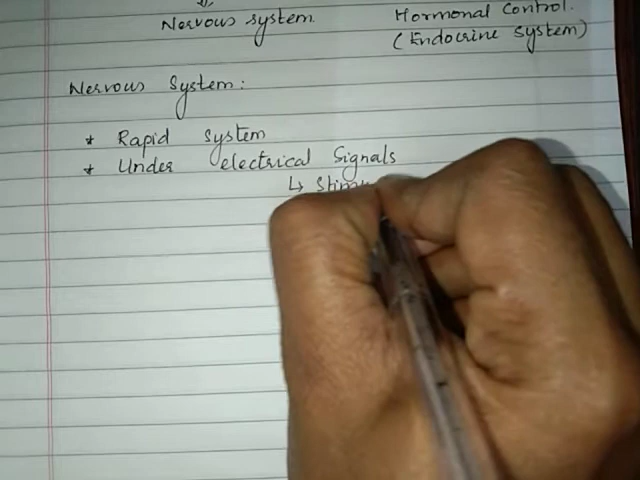 Nervous system. Hormonal Control.
(Endocrine System)
Nervous System:
* Rapid system
* Under electrical Signals
↳